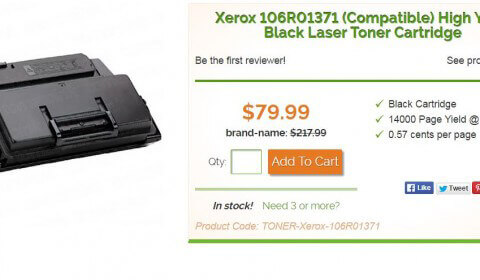 Xerox 106R01371 (Compatible) High
Black Laser Toner Cartridge
Be the first reviewer!
See
$79.99
brand-name: $217.99
Qty:
Add To Cart
✓ Black Cartridge
✓ 14000 Page Yield @
✓ 0.57 cents per page
Like
Tweet
In stock! Need 3 or more?
Product Code: TONER-Xerox-106R01371